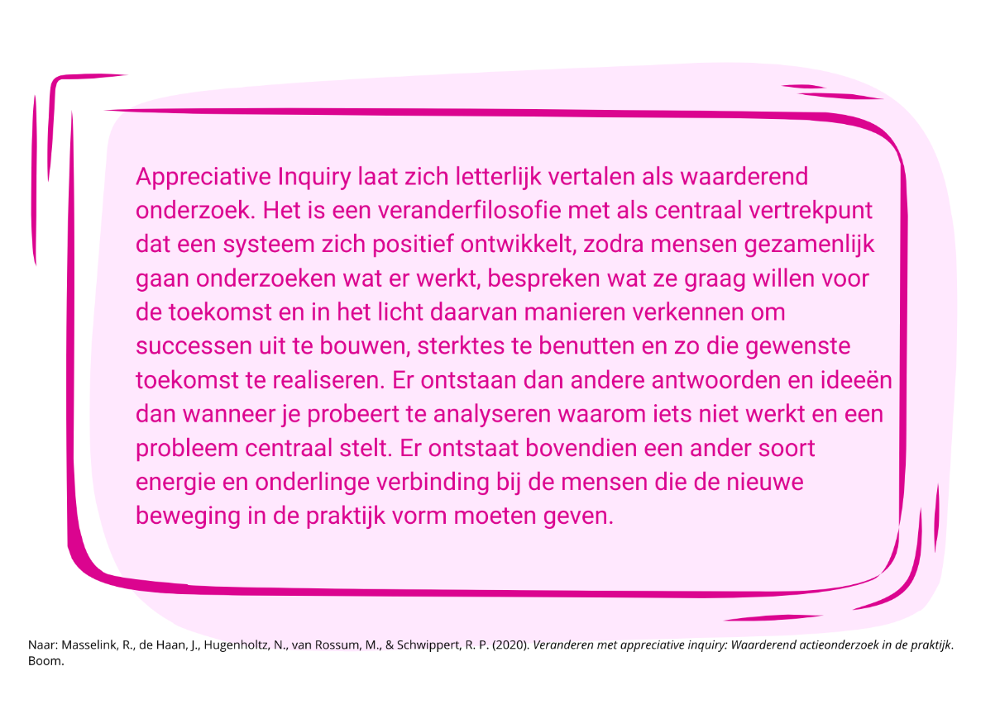 Appreciative Inquiry laat zich letterlijk vertalen als waarderend
onderzoek. Het is een veranderfilosofie met als centraal vertrekpunt
dat een systeem zich positief ontwikkelt, zodra mensen gezamenlijk
gaan onderzoeken wat er werkt, bespreken wat ze graag willen voor
de toekomst en in het licht daarvan manieren verkennen om
successen uit te bouwen, sterktes te benutten en zo die gewenste
toekomst te realiseren. Er ontstaan dan andere antwoorden en ideeën
dan wanneer je probeert te analyseren waarom iets niet werkt en een
probleem centraal stelt. Er ontstaat bovendien een ander soort
energie en onderlinge verbinding bij de mensen die de nieuwe
beweging in de praktijk vorm moeten geven.
Naar: Masselink, R., de Haan, J., Hugenholtz, N., van Rossum, M., & Schwippert, R. P. (2020). Veranderen met appreciative inquiry: Waarderend actieonderzoek in de praktijk.
Boom.